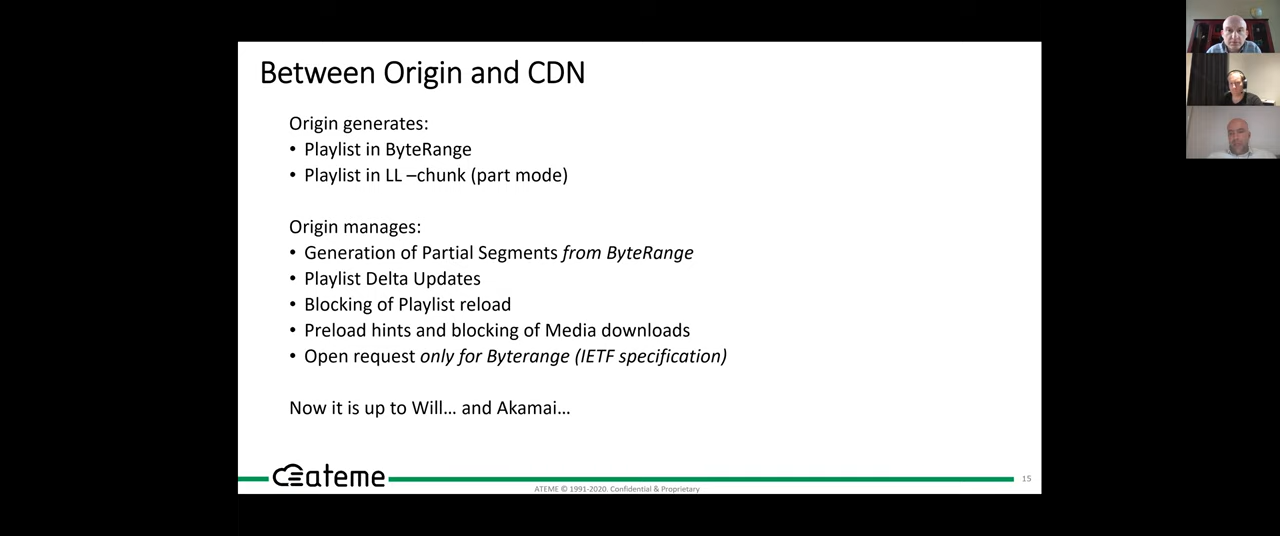 Between Origin and CDN
Origin generates:
• Playlist in ByteRange
• Playlist in LL –chunk (part mode)
Origin manages:
• Generation of Partial Segments from ByteRange
• Playlist Delta Updates
• Blocking of Playlist reload
• Preload hints and blocking of Media downloads
• Open request only for Byterange (IETF specification)
Now it is up to Will… and Akamai…
ateme
ATEME © 1991-2020. Confidential & Proprietary
15